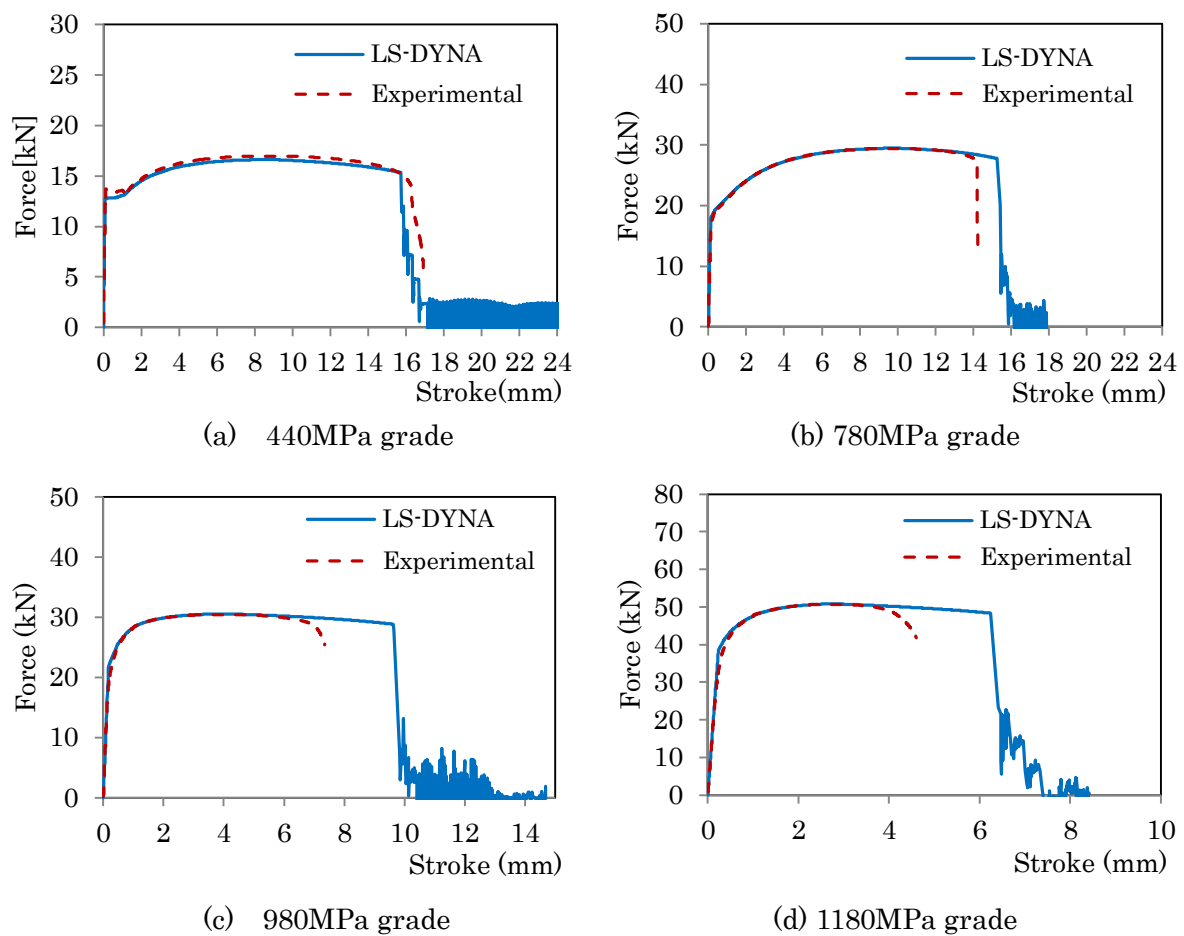 30
25
20
15
10
5
0
Force[kN]
LS-DYNA
Experimental
0 2 4 6 8 10 12 14 16 18 20 22 24
Stroke(mm)
(a) 440MPa grade
50
40
30
20
10
0
Force (kN)
LS-DYNA
Experimental
0 2 4 6 8 10 12 14 16 18 20 22 24
Stroke (mm)
(b) 780MPa grade
50
40
30
20
10
0
Force (kN)
LS-DYNA
Experimental
0 2 4 6 8 10 12 14
Stroke (mm)
(c) 980MPa grade
80
70
60
50
40
30
20
10
0
Force (kN)
LS-DYNA
Experimental
0 2 4 6 8 10
Stroke (mm)
(d) 1180MPa grade